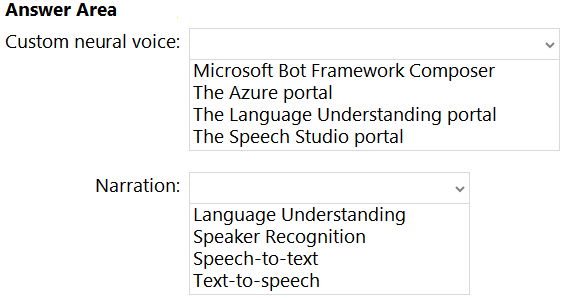 Answer Area
Custom neural voice:
Microsoft Bot Framework Composer
The Azure portal
The Language Understanding portal
The Speech Studio portal
Narration:
Language Understanding
Speaker Recognition
Speech-to-text
Text-to-speech